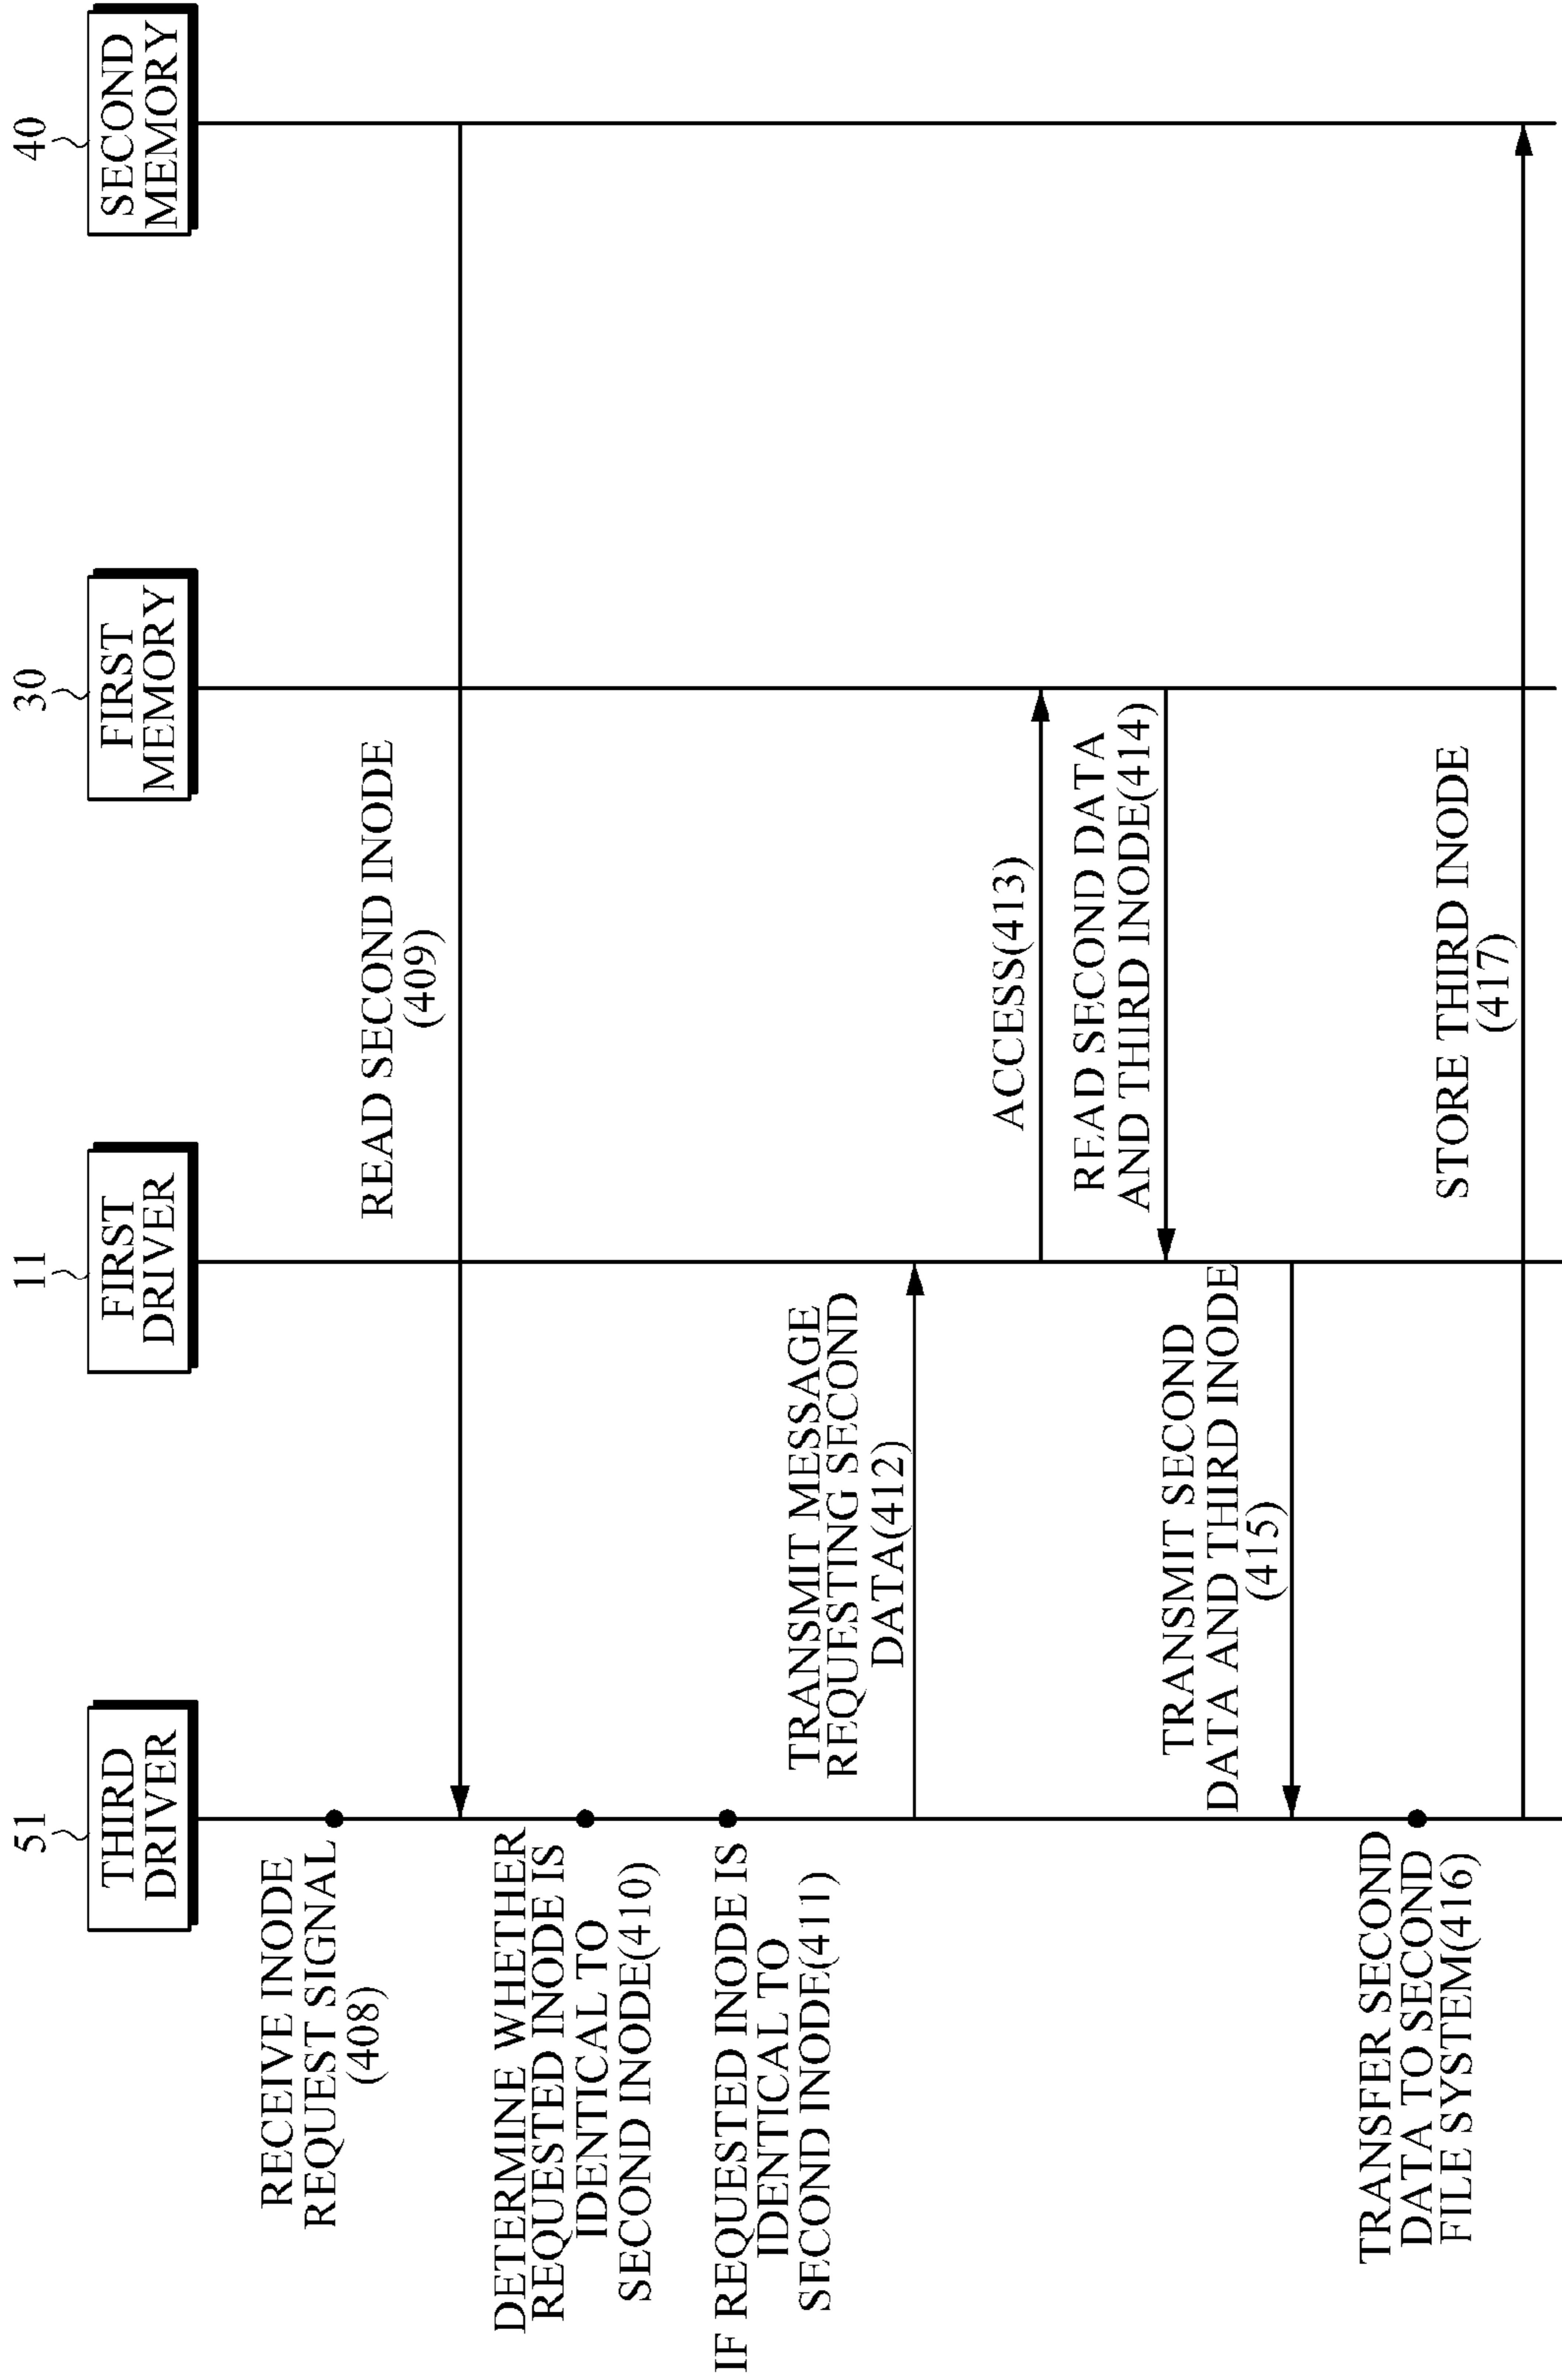 51
THIRD
DRIVER
11
FIRST
DRIVER
30
FIRST
MEMORY
40
SECOND
MEMORY
RECEIVE INODE
REQUEST SIGNAL
(408)
READ SECOND INODE
(409)
DETERMINE WHETHER
REQUESTED INODE IS
IDENTICAL TO
SECOND INODE(410)
IF REQUESTED INODE IS
IDENTICAL TO
SECOND INODE(411)
TRANSMIT MESSAGE
REQUESTING SECOND
DATA(412)
ACCESS(413)
READ SECOND DATA
AND THIRD INODE(414)
TRANSMIT SECOND
DATA AND THIRD INODE
(415)
TRANSFER SECOND
DATA TO SECOND
FILE SYSTEM(416)
STORE THIRD INODE
(417)